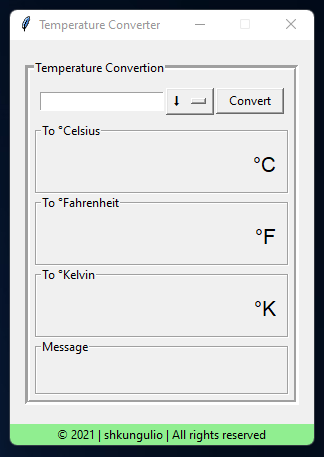 Temperature Converter
Temperature Convertion
⬇ Convert
To °Celsius
°C
To °Fahrenheit
°F
To °Kelvin
°K
Message
© 2021 | shkungulio | All rights reserved